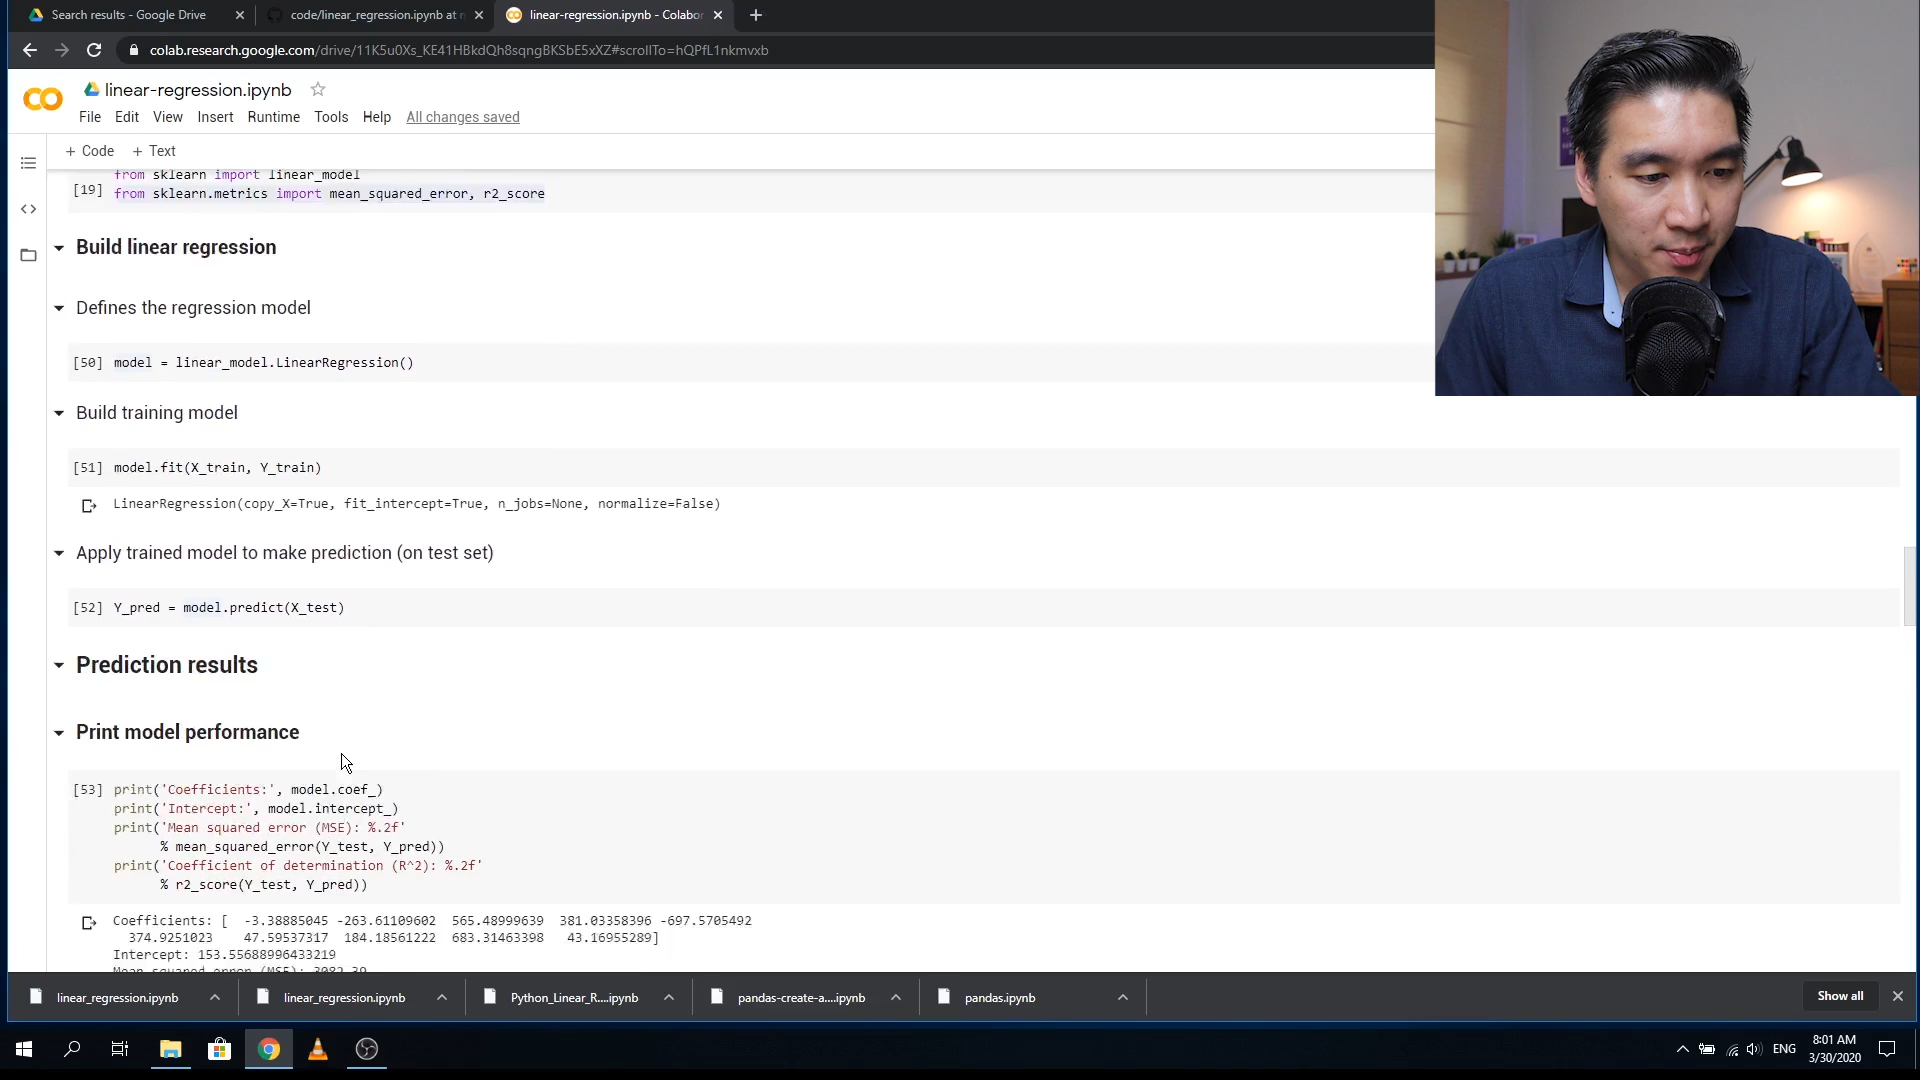 Search results - Google Drive
code/linear_regression.ipynb at
linear-regression.ipynb - Colabo
colab.research.google.com/drive/11K5u0Xs_KE41HBkdQh8sqngBKSbE5xXZ#scrollTo=hQPfL1nkmvxb
linear-regression.ipynb
File Edit View Insert Runtime Tools Help All changes saved
+ Code + Text
from sklearn import linear_model
[19] from sklearn.metrics import mean_squared_error, r2_score
Build linear regression
Defines the regression model
[50] model = linear_model.LinearRegression()
Build training model
[51] model.fit(X_train, Y_train)
LinearRegression(copy_X=True, fit_intercept=True, n_jobs=None, normalize=False)
Apply trained model to make prediction (on test set)
[52] Y_pred = model.predict(X_test)
Prediction results
Print model performance
[53] print('Coefficients:', model.coef_)
print('Intercept:', model.intercept_)
print('Mean squared error (MSE): %.2f'
% mean_squared_error(Y_test, Y_pred))
print('Coefficient of determination (R^2): %.2f'
% r2_score(Y_test, Y_pred))
Coefficients: [ -3.38885045 -263.61109602 565.48999639 381.03358396 -697.5705492
374.9251023 47.59537317 184.18561222 683.31463398 43.16955289]
Intercept: 153.55688996433219
Mean squared error (MSE): 3082.39
linear_regression.ipynb
linear_regression.ipynb
Python_Linear_R....ipynb
pandas-create-a....ipynb
pandas.ipynb
Show all
ENG
8:01 AM
3/30/2020